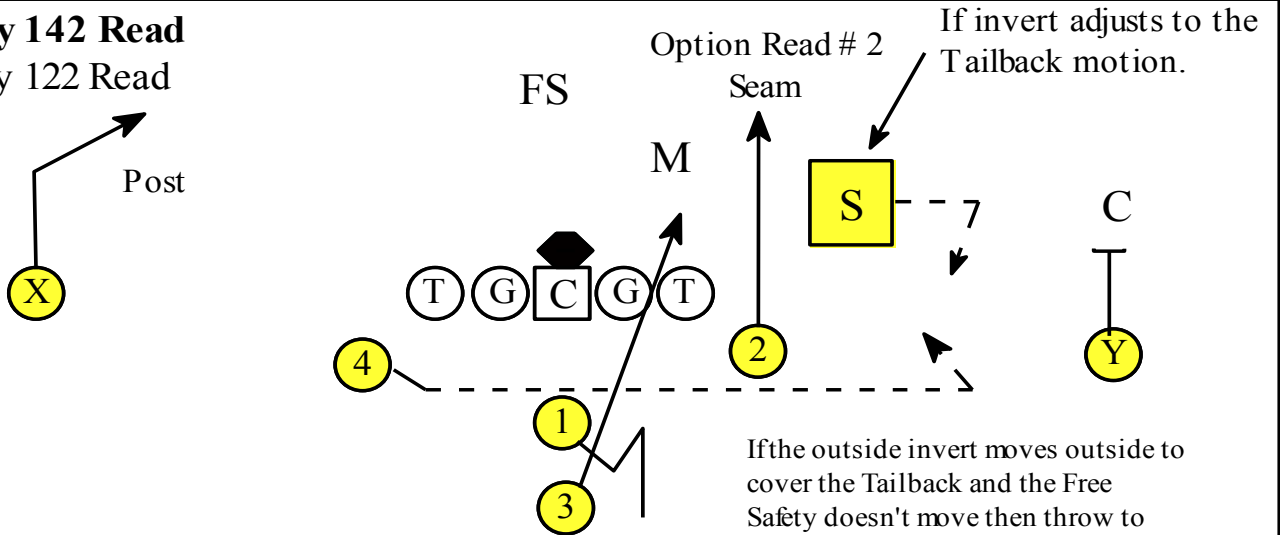 y 142 Read
y 122 Read
Post
X
FS
M
Option Read # 2
Seam
If invert adjusts to the
Tailback motion.
S
C
T G C G T
4
2
Y
1
3
If the outside invert moves outside to
cover the Tailback and the Free
Safety doesn't move then throw to